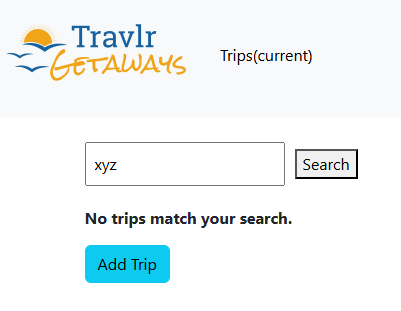 Travlr
Getaways
Trips(current)
xyz
Search
No trips match your search.
Add Trip